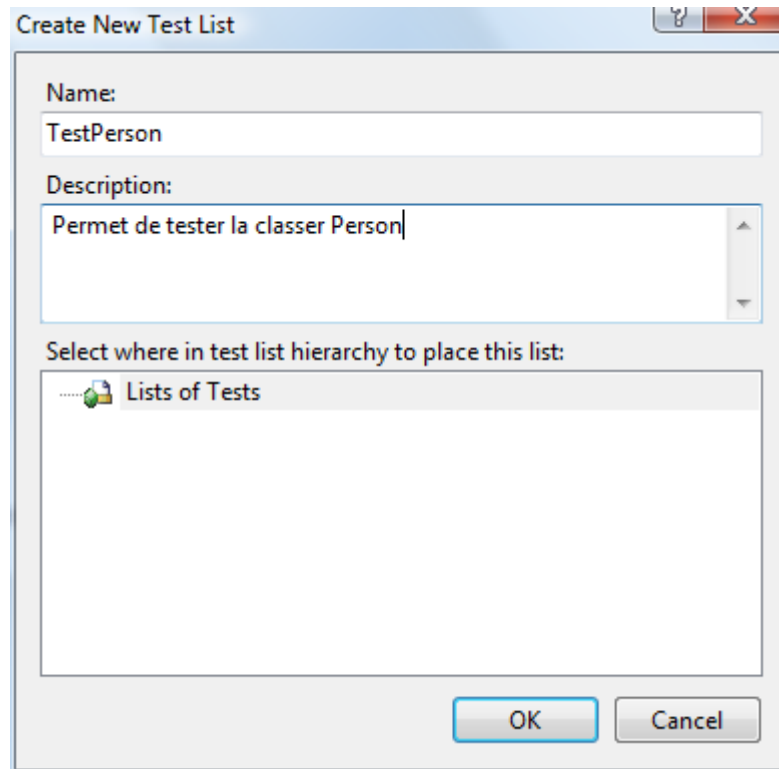 Create New Test List
Name:
TestPerson
Description:
Permet de tester la classer Person
Select where in test list hierarchy to place this list:
Lists of Tests
OK Cancel